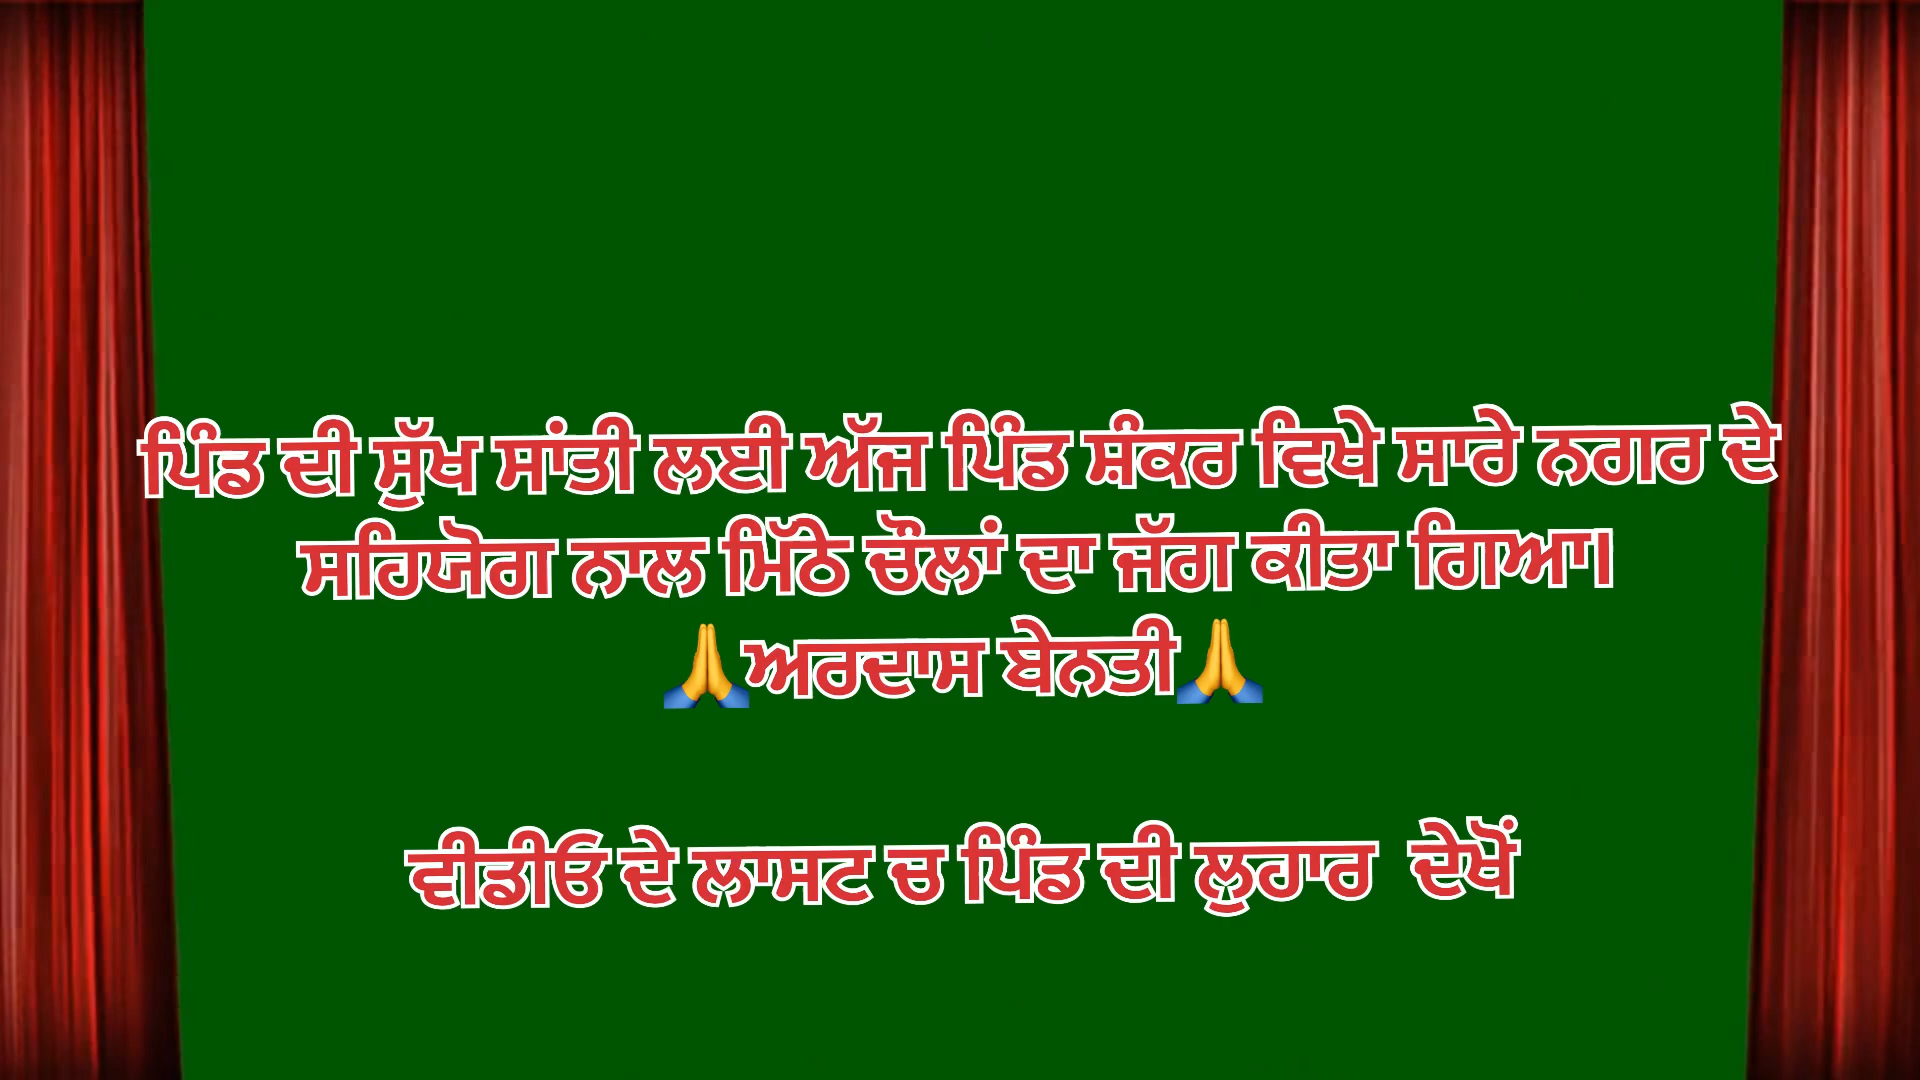 ਪਿੰਡ ਦੀ ਸੁੱਖ ਸਾਂਤੀ ਲਈ ਅੱਜ ਪਿੰਡ ਸ਼ੰਕਰ ਵਿਖੇ ਸਾਰੇ ਨਗਰ ਦੇ
ਸਹਿਯੋਗ ਨਾਲ ਮਿੱਠੇ ਚੌਲਾਂ ਦਾ ਜੱਗ ਕੀਤਾ ਗਿਆ।
🙏ਅਰਦਾਸ ਬੇਨਤੀ🙏
ਵੀਡੀਓ ਦੇ ਲਾਸਟ ਚ ਪਿੰਡ ਦੀ ਲੁਹਾਰ ਦੇਖੋਂ